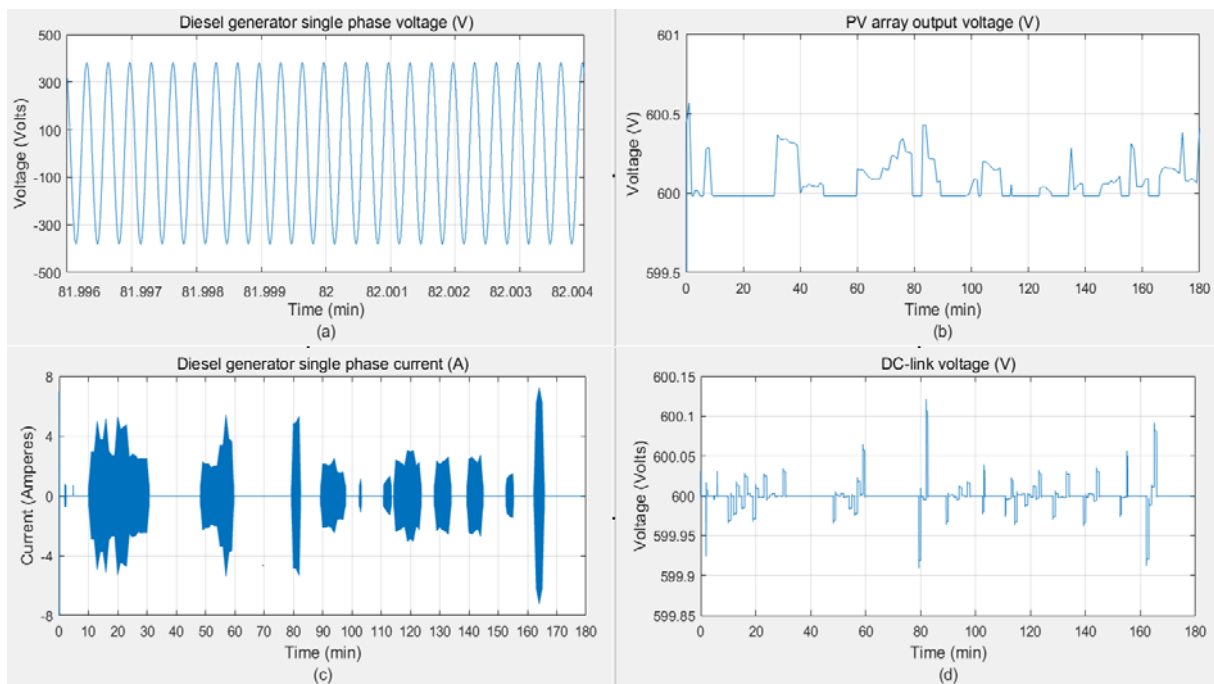 Diesel generator single phase voltage (V)
500
300
100
-100
-300
-500
Voltage (Volts)
81.996 81.997 81.998 81.999 82 82.001 82.002 82.003 82.004
Time (min)
(a)
PV array output voltage (V)
601
600.5
600
599.5
Voltage (V)
0 20 40 60 80 100 120 140 160 180
Time (min)
(b)
Diesel generator single phase current (A)
8
4
0
-4
-8
Current (Amperes)
0 10 20 30 40 50 60 70 80 90 100 110 120 130 140 150 160 170 180
Time (min)
(c)
DC-link voltage (V)
600.15
600.1
600.05
600
599.95
599.9
599.85
Voltage (Volts)
0 20 40 60 80 100 120 140 160 180
Time (min)
(d)